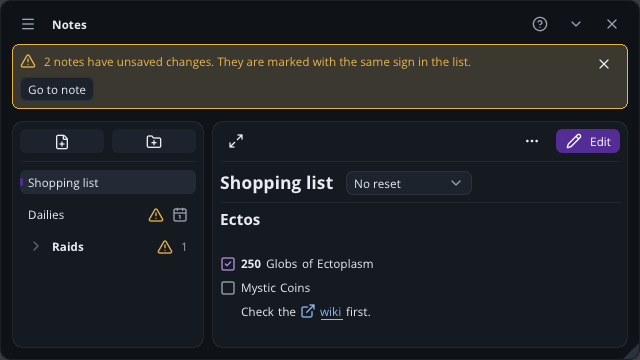 Notes
2 notes have unsaved changes. They are marked with the same sign in the list.
Go to note
Edit
Shopping list
Dailies
1
Raids
1
Shopping list
No reset
Ectos
250 Globs of Ectoplasm
Mystic Coins
Check the wiki first.